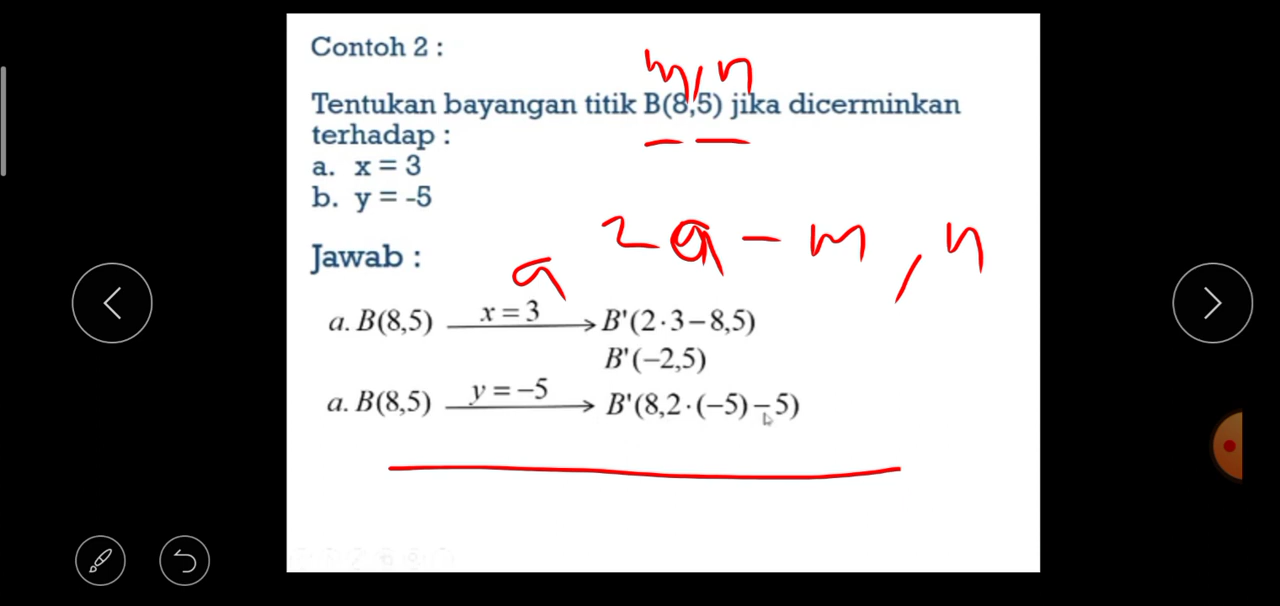 Contoh 2 :
m, n
Tentukan bayangan titik B(8,5) jika dicerminkan
terhadap :
a. x = 3
b. y = -5
2a - m, n
Jawab :
a
a. B(8,5) x = 3 → B'(2·3−8,5)
B'(−2,5)
a. B(8,5) y = −5 → B'(8,2·(−5)−5)